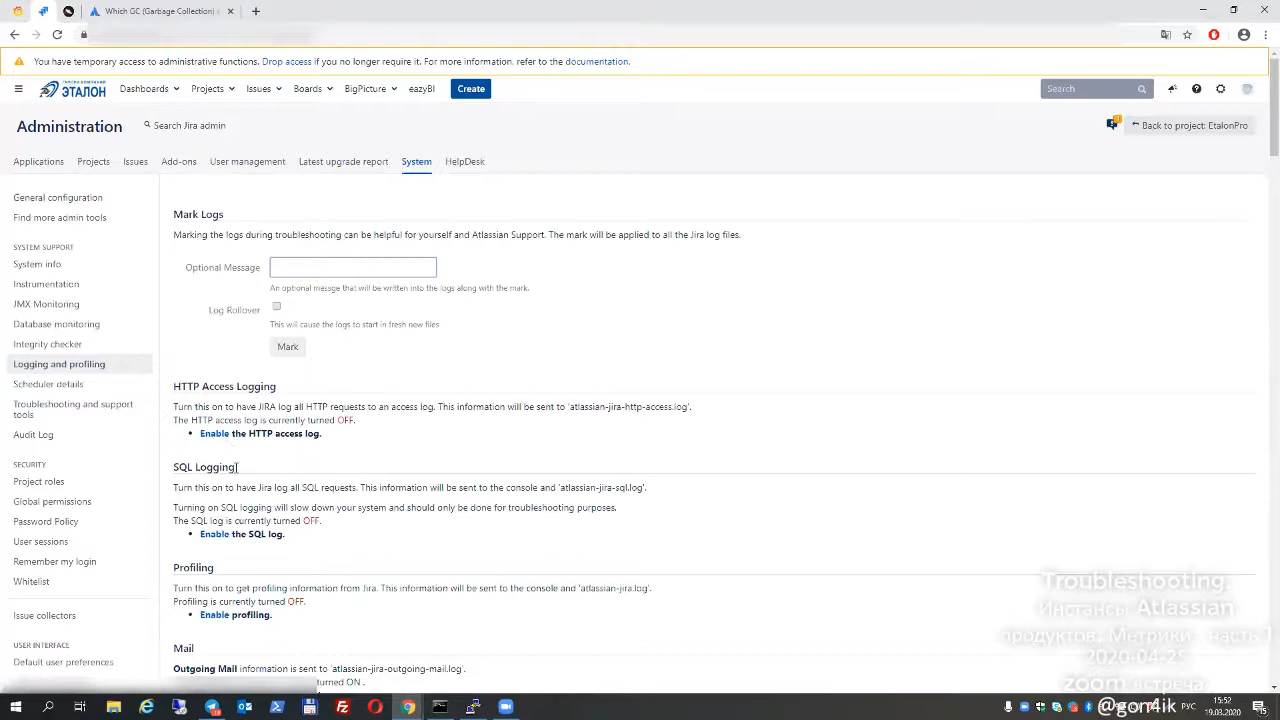 Which GC (Garbage Collection)
You have temporary access to administrative functions. Drop access if you no longer require it. For more information, refer to the documentation.
ЭТАЛОН Dashboards Projects Issues Boards BigPicture eazyBI Create Search
Administration Search Jira admin Back to project: EtalonPro
Applications Projects Issues Add-ons User management Latest upgrade report System HelpDesk
General configuration
Find more admin tools
SYSTEM SUPPORT
System info
Instrumentation
JMX Monitoring
Database monitoring
Integrity checker
Logging and profiling
Scheduler details
Troubleshooting and support
tools
Audit Log
SECURITY
Project roles
Global permissions
Password Policy
User sessions
Remember my login
Whitelist
Issue collectors
USER INTERFACE
Default user preferences
Mark Logs
Marking the logs during troubleshooting can be helpful for yourself and Atlassian Support. The mark will be applied to all the Jira log files.
Optional Message
An optional messge that will be written into the logs along with the mark.
Log Rollover
This will cause the logs to start in fresh new files
Mark
HTTP Access Logging
Turn this on to have JIRA log all HTTP requests to an access log. This information will be sent to 'atlassian-jira-http-access.log'.
The HTTP access log is currently turned OFF.
• Enable the HTTP access log.
SQL Logging
Turn this on to have Jira log all SQL requests. This information will be sent to the console and 'atlassian-jira-sql.log'.
Turning on SQL logging will slow down your system and should only be done for troubleshooting purposes.
The SQL log is currently turned OFF.
• Enable the SQL log.
Profiling
Turn this on to get profiling information from Jira. This information will be sent to the console and 'atlassian-jira.log'.
Profiling is currently turned OFF.
• Enable profiling.
Mail
Outgoing Mail information is sent to 'atlassian-jira-outgoing-mail.log'.
turned ON .
Troubleshooting.
Инстансы Atlassian
продуктов. Метрики
2020-04-25
zoom встреча
@gon4ik
РУС
15:52
19.03.2020